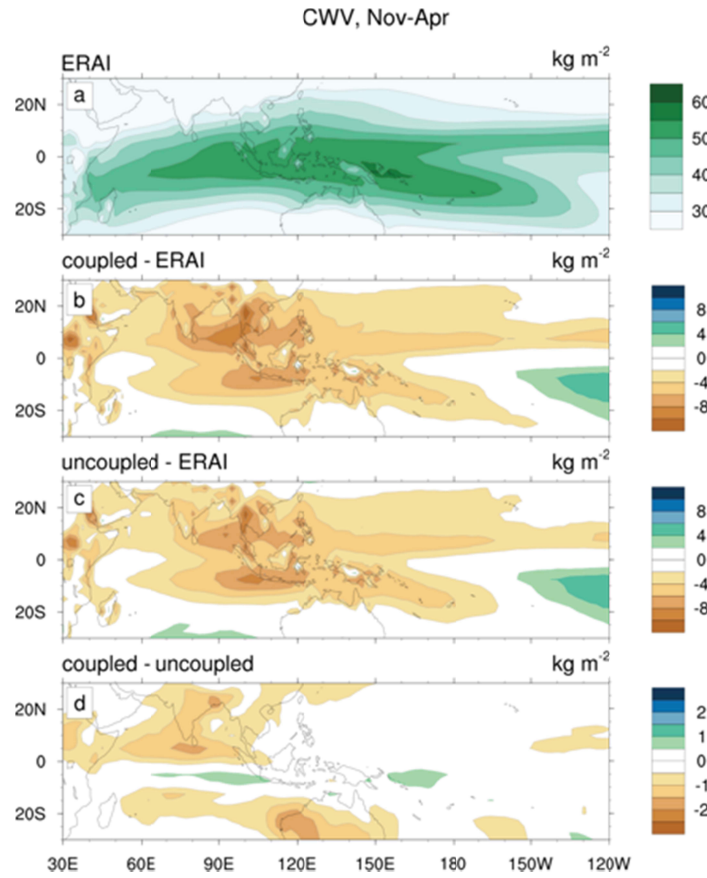 CWV, Nov-Apr
ERAI kg m-2
a
20N
0
20S
60
50
40
30
coupled - ERAI kg m-2
b
20N
0
20S
8
4
0
-4
-8
uncoupled - ERAI kg m-2
c
20N
0
20S
8
4
0
-4
-8
coupled - uncoupled kg m-2
d
20N
0
20S
2
1
0
-1
-2
30E 60E 90E 120E 150E 180 150W 120W